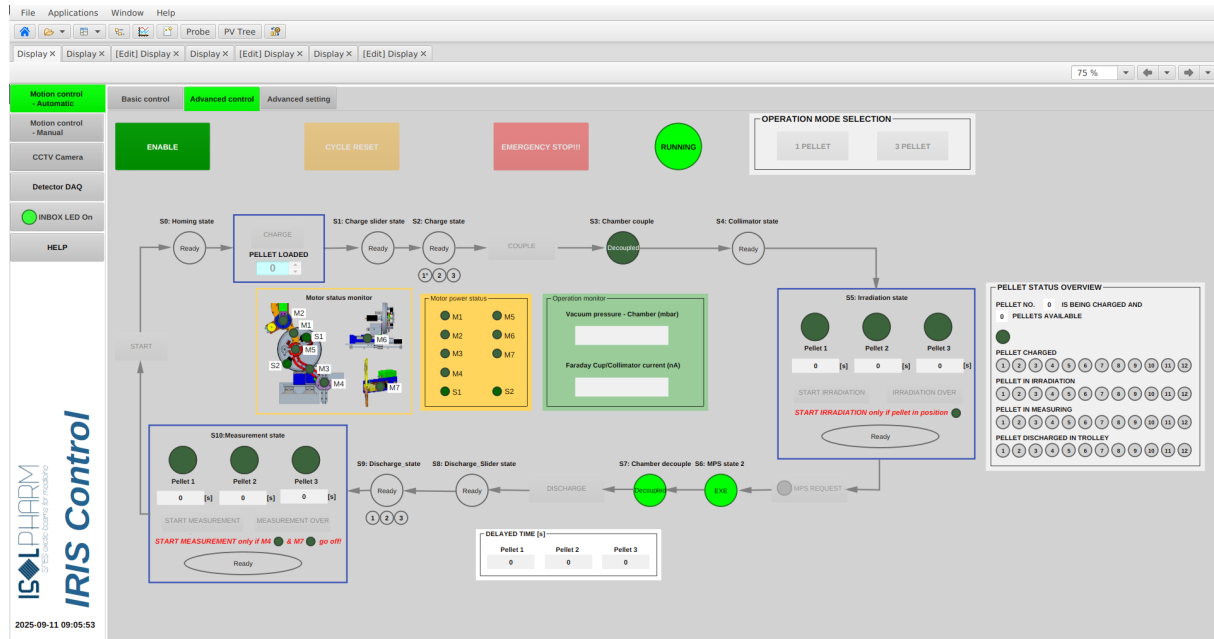 File Applications Window Help
Probe PV Tree
Display × Display × [Edit] Display × Display × [Edit] Display × Display × [Edit] Display ×
75 %
Motion control
- Automatic
Motion control
- Manual
CCTV Camera
Detector DAQ
INBOX LED On
HELP
Basic control Advanced control Advanced setting
ENABLE
CYCLE RESET
EMERGENCY STOP!!!
RUNNING
OPERATION MODE SELECTION
1 PELLET 3 PELLET
S0: Homing state
Ready
CHARGE
PELLET LOADED
0
S1: Charge slider state
Ready
S2: Charge state
Ready
1* 2 3
COUPLE
S3: Chamber couple
Decoupled
S4: Collimator state
Ready
START
Motor status monitor
M2
M1
S1
M5
S2
M3
M4
M6
M7
Motor power status
M1 M5
M2 M6
M3 M7
M4
S1 S2
Operation monitor
Vacuum pressure - Chamber (mbar)
Faraday Cup/Collimator current (nA)
S5: Irradiation state
Pellet 1 Pellet 2 Pellet 3
0 [s] 0 [s] 0 [s]
START IRRADIATION IRRADIATION OVER
START IRRADIATION only if pellet in position
Ready
PELLET STATUS OVERVIEW
PELLET NO. 0 IS BEING CHARGED AND
0 PELLETS AVAILABLE
PELLET CHARGED
1 2 3 4 5 6 7 8 9 10 11 12
PELLET IN IRRADIATION
1 2 3 4 5 6 7 8 9 10 11 12
PELLET IN MEASURING
1 2 3 4 5 6 7 8 9 10 11 12
PELLET DISCHARGED IN TROLLEY
1 2 3 4 5 6 7 8 9 10 11 12
S10:Measurement state
Pellet 1 Pellet 2 Pellet 3
0 [s] 0 [s] 0 [s]
START MEASUREMENT MEASUREMENT OVER
START MEASUREMENT only if M4 & M7 go off!
Ready
S9: Discharge_state
Ready
1 2 3
S8: Discharge_Slider state
Ready
DISCHARGE
S7: Chamber decouple
Decoupled
S6: MPS state 2
EXE
MPS REQUEST
DELAYED TIME [s]
Pellet 1 Pellet 2 Pellet 3
0 0 0
ISOLPHARM
SPES exotic beams for medicine
IRIS Control
2025-09-11 09:05:53